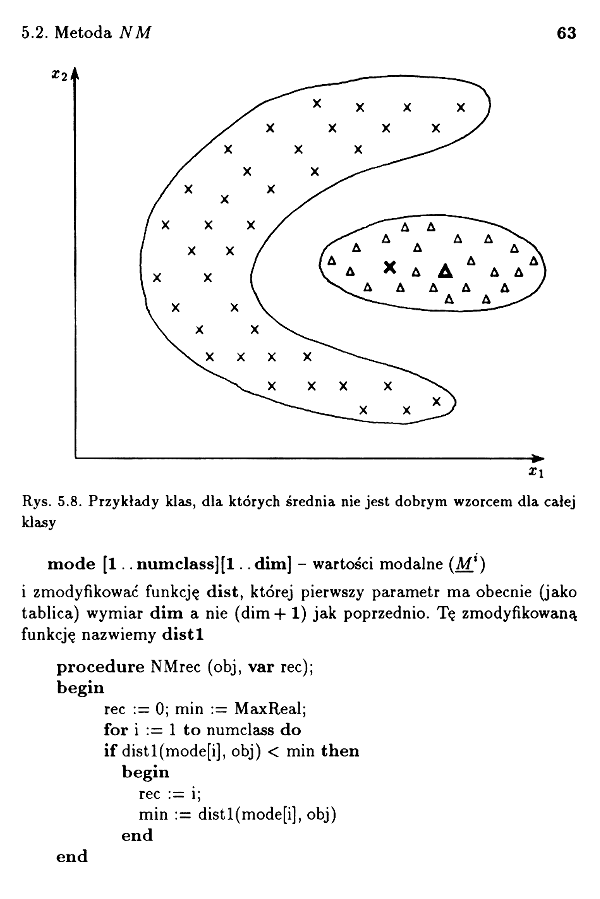 5.2. Metoda NM 63
x₂
x₁
Rys. 5.8. Przykłady klas, dla których średnia nie jest dobrym wzorcem dla całej
klasy
mode [1 .. numclass][1 .. dim] – wartości modalne (M^i)
i zmodyfikować funkcję dist, której pierwszy parametr ma obecnie (jako
tablica) wymiar dim a nie (dim + 1) jak poprzednio. Tę zmodyfikowaną
funkcję nazwiemy dist1
procedure NMrec (obj, var rec);
begin
rec := 0; min := MaxReal;
for i := 1 to numclass do
if dist1(mode[i], obj) < min then
begin
rec := i;
min := dist1(mode[i], obj)
end
end